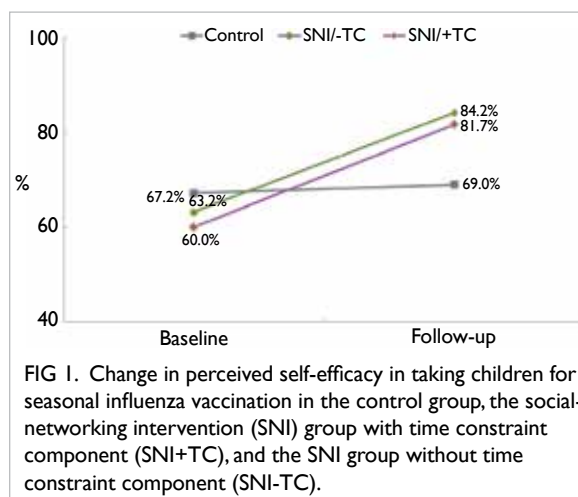 100
Control SNI/-TC SNI/+TC
84.2%
81.7%
80
%
67.2% 63.2%
69.0%
60
60.0%
40
Baseline Follow-up
FIG 1. Change in perceived self-efficacy in taking children for
seasonal influenza vaccination in the control group, the social-
networking intervention (SNI) group with time constraint
component (SNI+TC), and the SNI group without time
constraint component (SNI-TC).